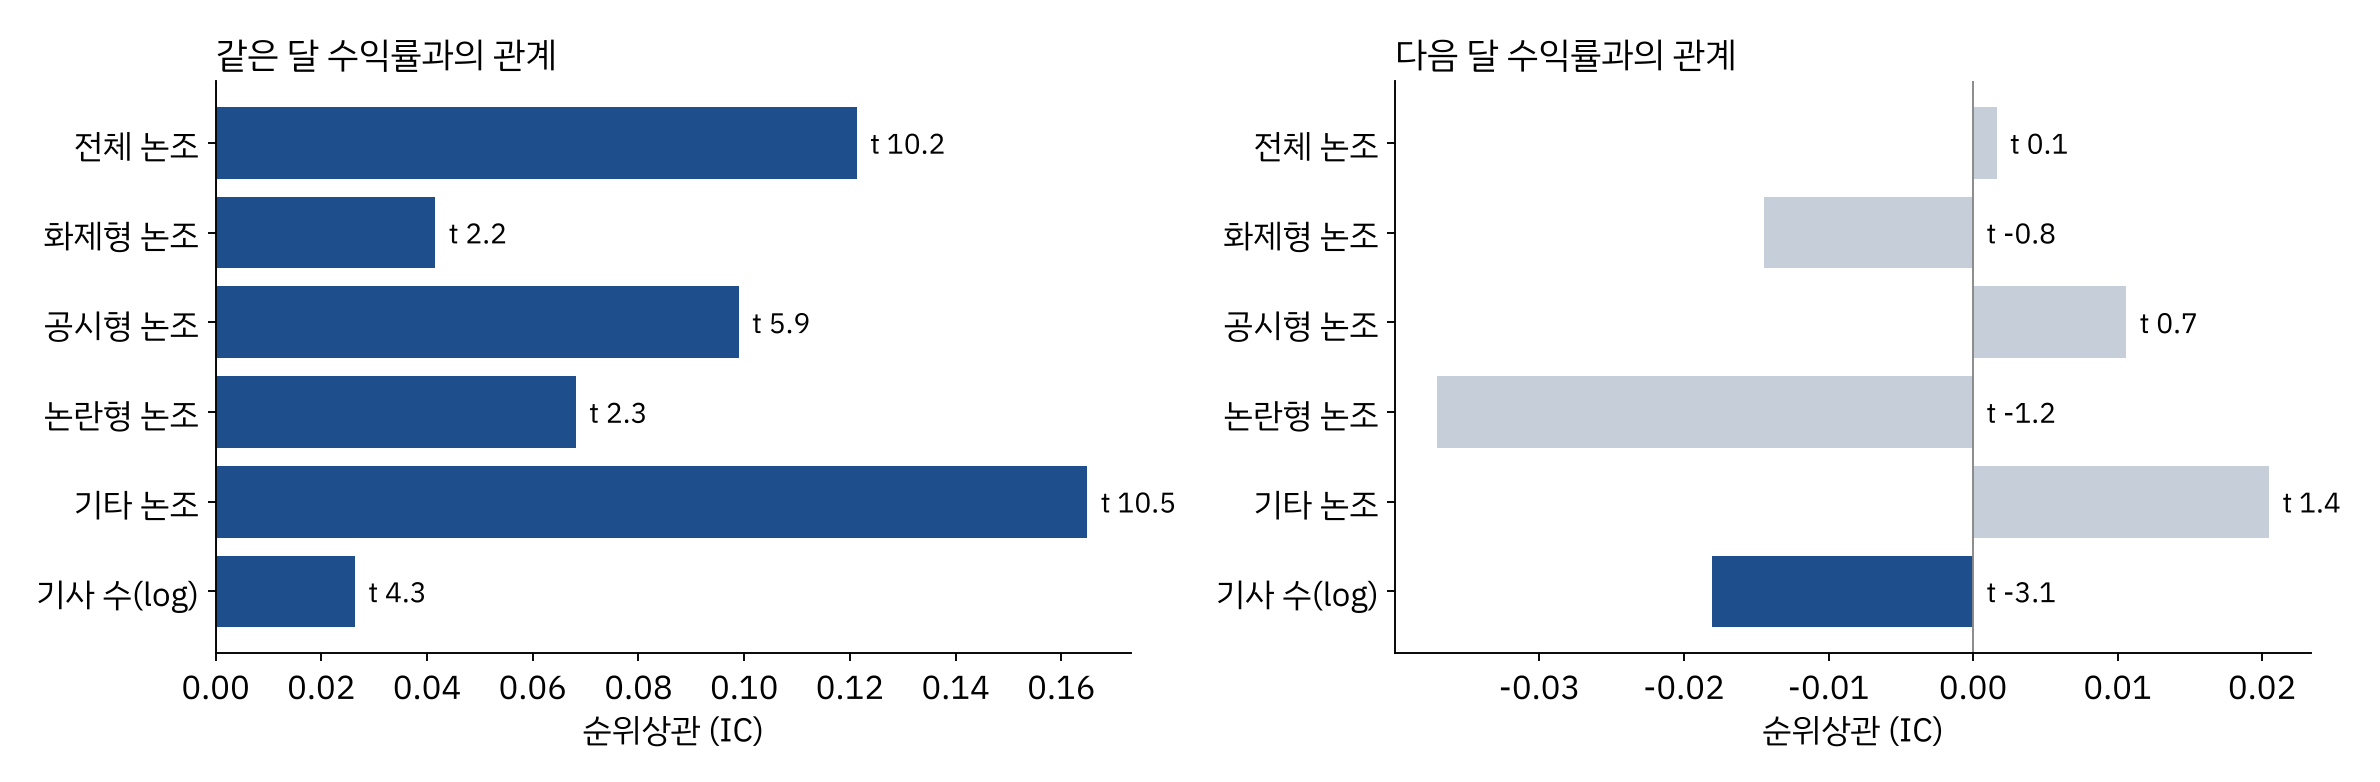 같은 달 수익률과의 관계
전체 논조
t 10.2
화제형 논조
t 2.2
공시형 논조
t 5.9
논란형 논조
t 2.3
기타 논조
t 10.5
기사 수(log)
t 4.3
0.00 0.02 0.04 0.06 0.08 0.10 0.12 0.14 0.16
순위상관 (IC)
다음 달 수익률과의 관계
전체 논조
t 0.1
화제형 논조
t -0.8
공시형 논조
t 0.7
논란형 논조
t -1.2
기타 논조
t 1.4
기사 수(log)
t -3.1
-0.03 -0.02 -0.01 0.00 0.01 0.02
순위상관 (IC)